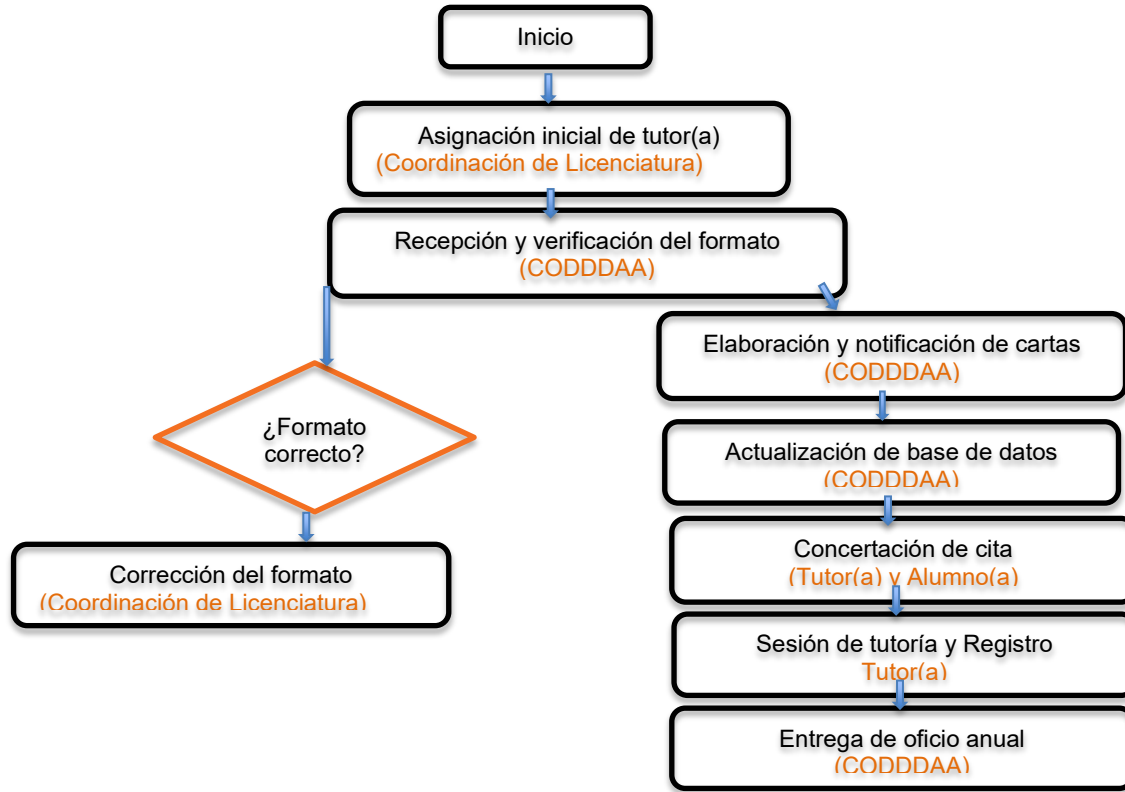 Inicio
Asignación inicial de tutor(a)
(Coordinación de Licenciatura)
Recepción y verificación del formato
(CODDDAA)
¿Formato
correcto?
Corrección del formato
(Coordinación de Licenciatura)
Elaboración y notificación de cartas
(CODDDAA)
Actualización de base de datos
(CODDDAA)
Concertación de cita
(Tutor(a) y Alumno(a)
Sesión de tutoría y Registro
Tutor(a)
Entrega de oficio anual
(CODDDAA)